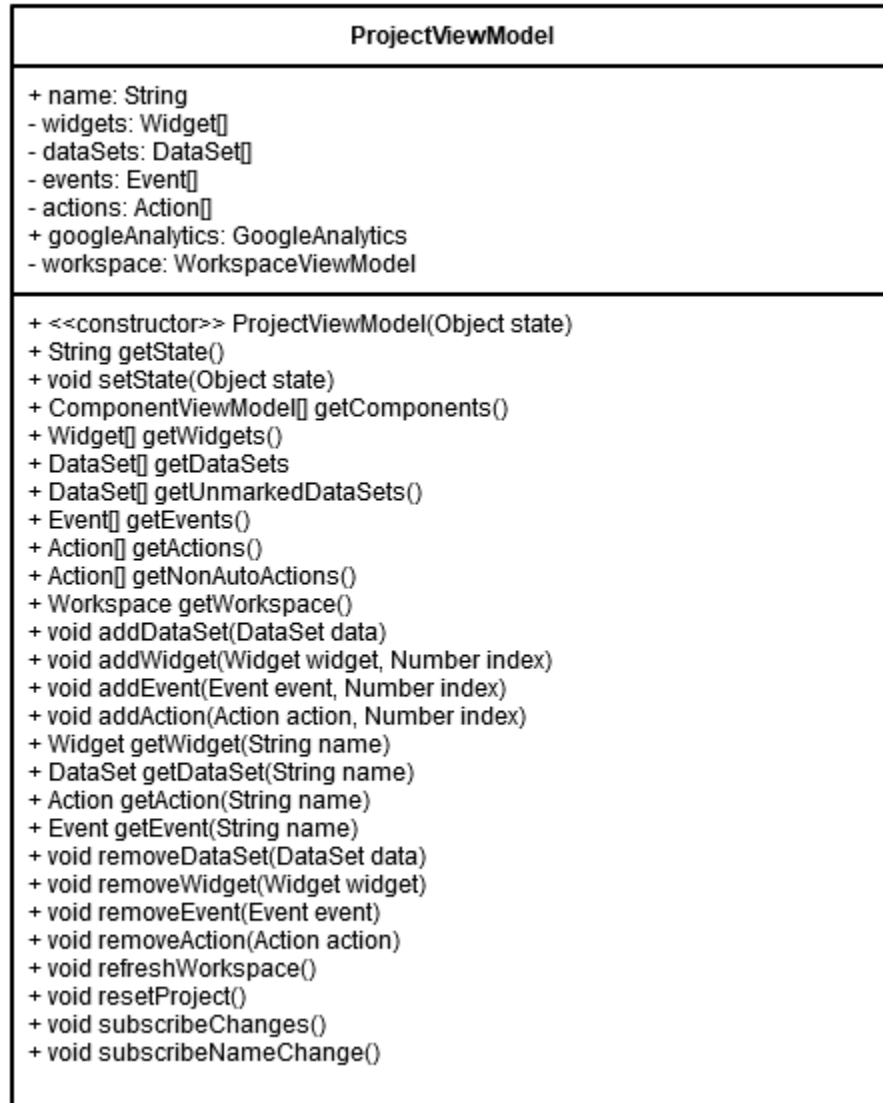 ProjectViewModel
+ name: String
- widgets: Widget[]
- dataSets: DataSet[]
- events: Event[]
- actions: Action[]
+ googleAnalytics: GoogleAnalytics
- workspace: WorkspaceViewModel
+ <<constructor>> ProjectViewModel(Object state)
+ String getState()
+ void setState(Object state)
+ ComponentViewModel[] getComponents()
+ Widget[] getWidgets()
+ DataSet[] getDataSets
+ DataSet[] getUnmarkedDataSets()
+ Event[] getEvents()
+ Action[] getActions()
+ Action[] getNonAutoActions()
+ Workspace getWorkspace()
+ void addDataSet(DataSet data)
+ void addWidget(Widget widget, Number index)
+ void addEvent(Event event, Number index)
+ void addAction(Action action, Number index)
+ Widget getWidget(String name)
+ DataSet getDataSet(String name)
+ Action getAction(String name)
+ Event getEvent(String name)
+ void removeDataSet(DataSet data)
+ void removeWidget(Widget widget)
+ void removeEvent(Event event)
+ void removeAction(Action action)
+ void refreshWorkspace()
+ void resetProject()
+ void subscribeChanges()
+ void subscribeNameChange()